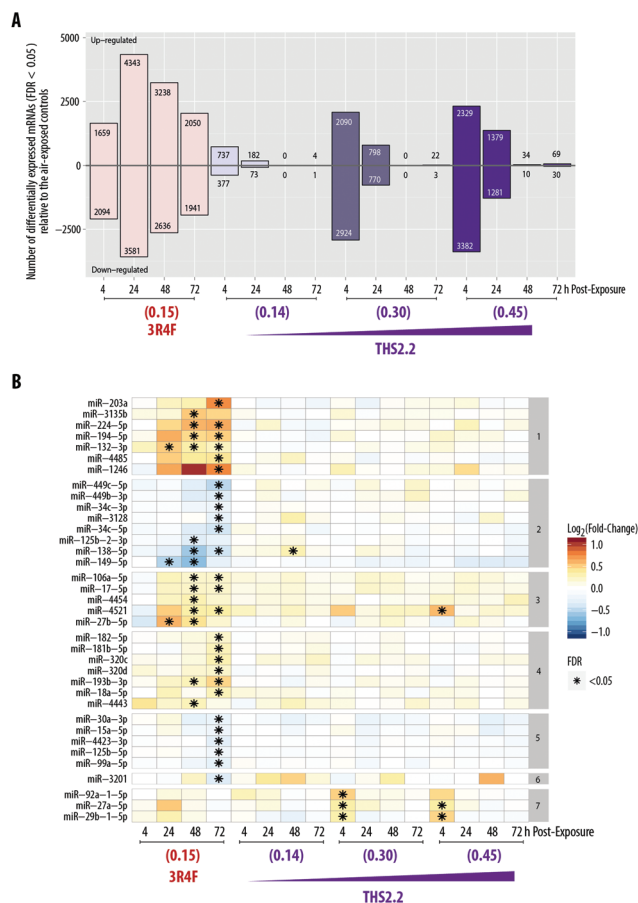 A
Number of differentially expressed mRNAs (FDR < 0.05)
relative to the air-exposed controls
5000
2500
0
−2500
Up−regulated
4343
3238
1659
2050
2094
3581
2636
1941
737
182
0
4
377
73
0
1
2090
798
0
22
2924
770
0
3
2329
1379
34
69
3382
1281
10
30
Down−regulated
4 24 48 72 4 24 48 72 4 24 48 72 4 24 48 72 h Post-Exposure
(0.15) (0.14) (0.30) (0.45)
3R4F
THS2.2
B
miR−203a
miR−3135b
miR−224−5p
miR−194−5p
miR−132−3p
miR−4485
miR−1246
1
miR−449c−5p
miR−449b−3p
miR−34c−3p
miR−3128
miR−34c−5p
miR−125b−2−3p
miR−138−5p
miR−149−5p
2
miR−106a−5p
miR−17−5p
miR−4454
miR−4521
miR−27b−5p
3
miR−182−5p
miR−181b−5p
miR−320c
miR−320d
miR−193b−3p
miR−18a−5p
miR−4443
4
miR−30a−3p
miR−15a−5p
miR−4423−3p
miR−125b−5p
miR−99a−5p
5
miR−3201
6
miR−92a−1−5p
miR−27a−5p
miR−29b−1−5p
7
Log2(Fold-Change)
1.0
0.5
0.0
−0.5
−1.0
FDR
<0.05
4 24 48 72 4 24 48 72 4 24 48 72 4 24 48 72 h Post-Exposure
(0.15) (0.14) (0.30) (0.45)
3R4F
THS2.2